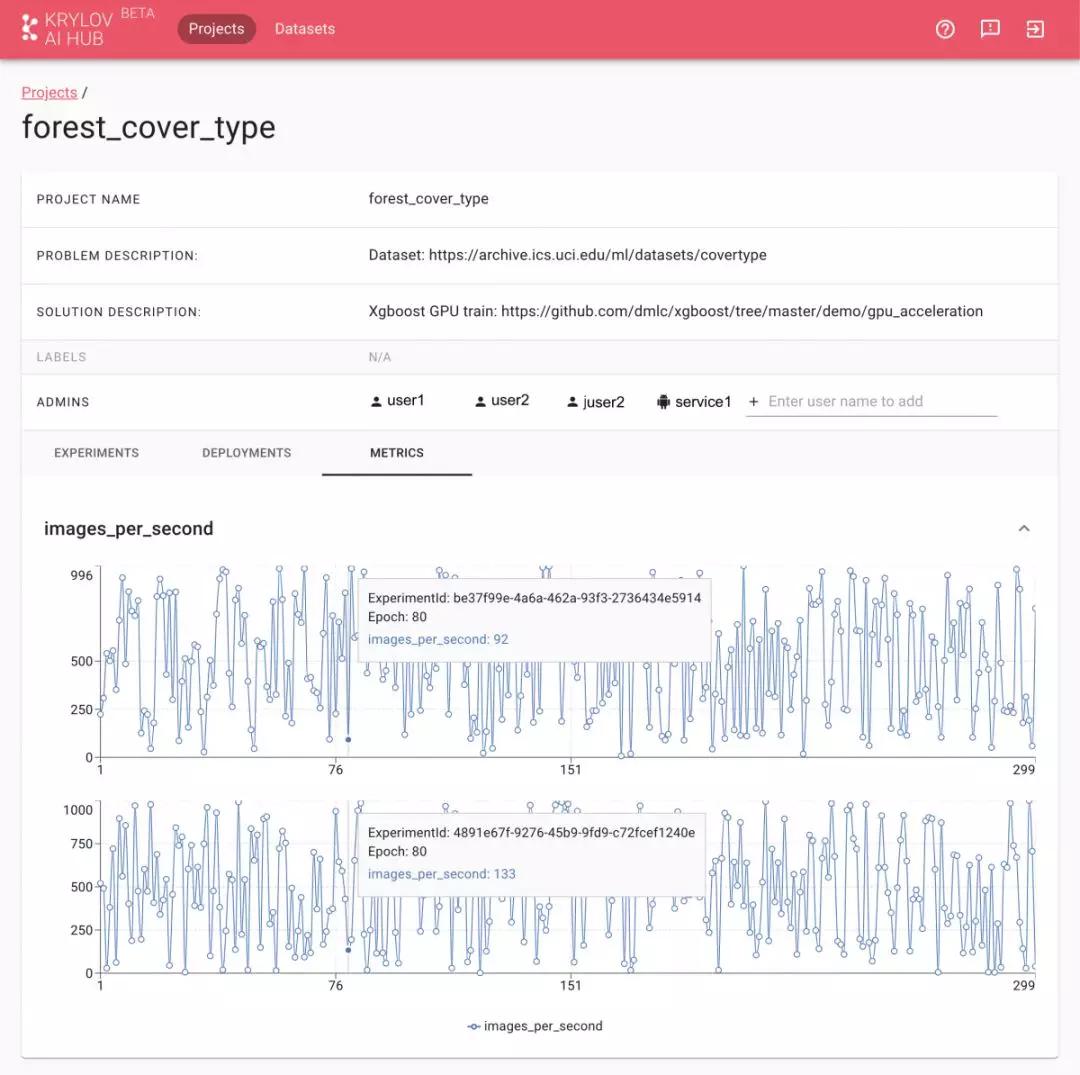 KRYLOV BETA
AI HUB
Projects
Datasets
Projects /
forest_cover_type
PROJECT NAME forest_cover_type
PROBLEM DESCRIPTION: Dataset: https://archive.ics.uci.edu/ml/datasets/covertype
SOLUTION DESCRIPTION: Xgboost GPU train: https://github.com/dmlc/xgboost/tree/master/demo/gpu_acceleration
LABELS N/A
ADMINS user1 user2 juser2 service1 + Enter user name to add
EXPERIMENTS DEPLOYMENTS METRICS
images_per_second
996
500
250
0
1 76 151 299
ExperimentId: be37f99e-4a6a-462a-93f3-2736434e5914
Epoch: 80
images_per_second: 92
1000
750
500
250
0
1 76 151 299
ExperimentId: 4891e67f-9276-45b9-9fd9-c72fcef1240e
Epoch: 80
images_per_second: 133
images_per_second